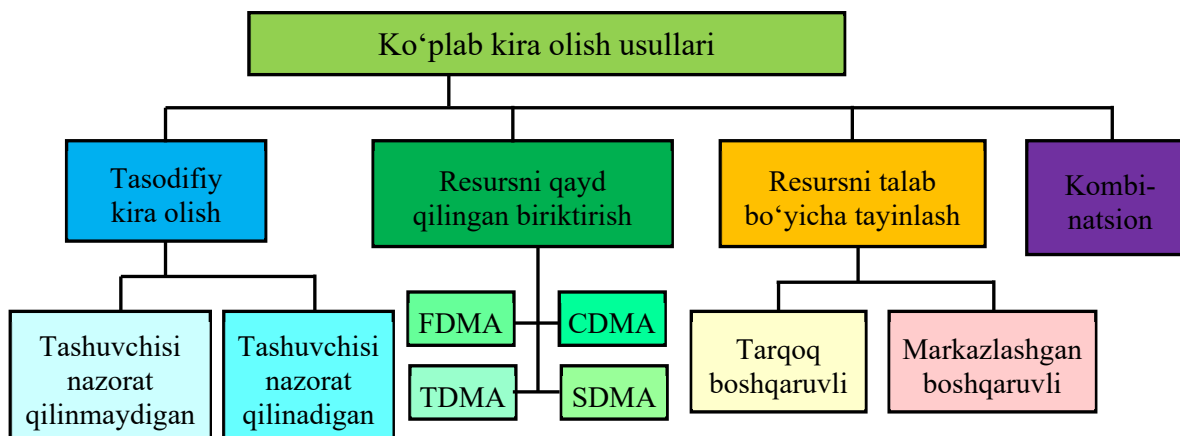 Ko‘plab kira olish usullari
Tasodifiy
kira olish
Resursni qayd
qilingan biriktirish
Resursni talab
bo‘yicha tayinlash
Kombi-
natsion
Tashuvchisi
nazorat
qilinmaydigan
Tashuvchisi
nazorat
qilinadigan
FDMA
CDMA
TDMA
SDMA
Tarqoq
boshqaruvli
Markazlashgan
boshqaruvli